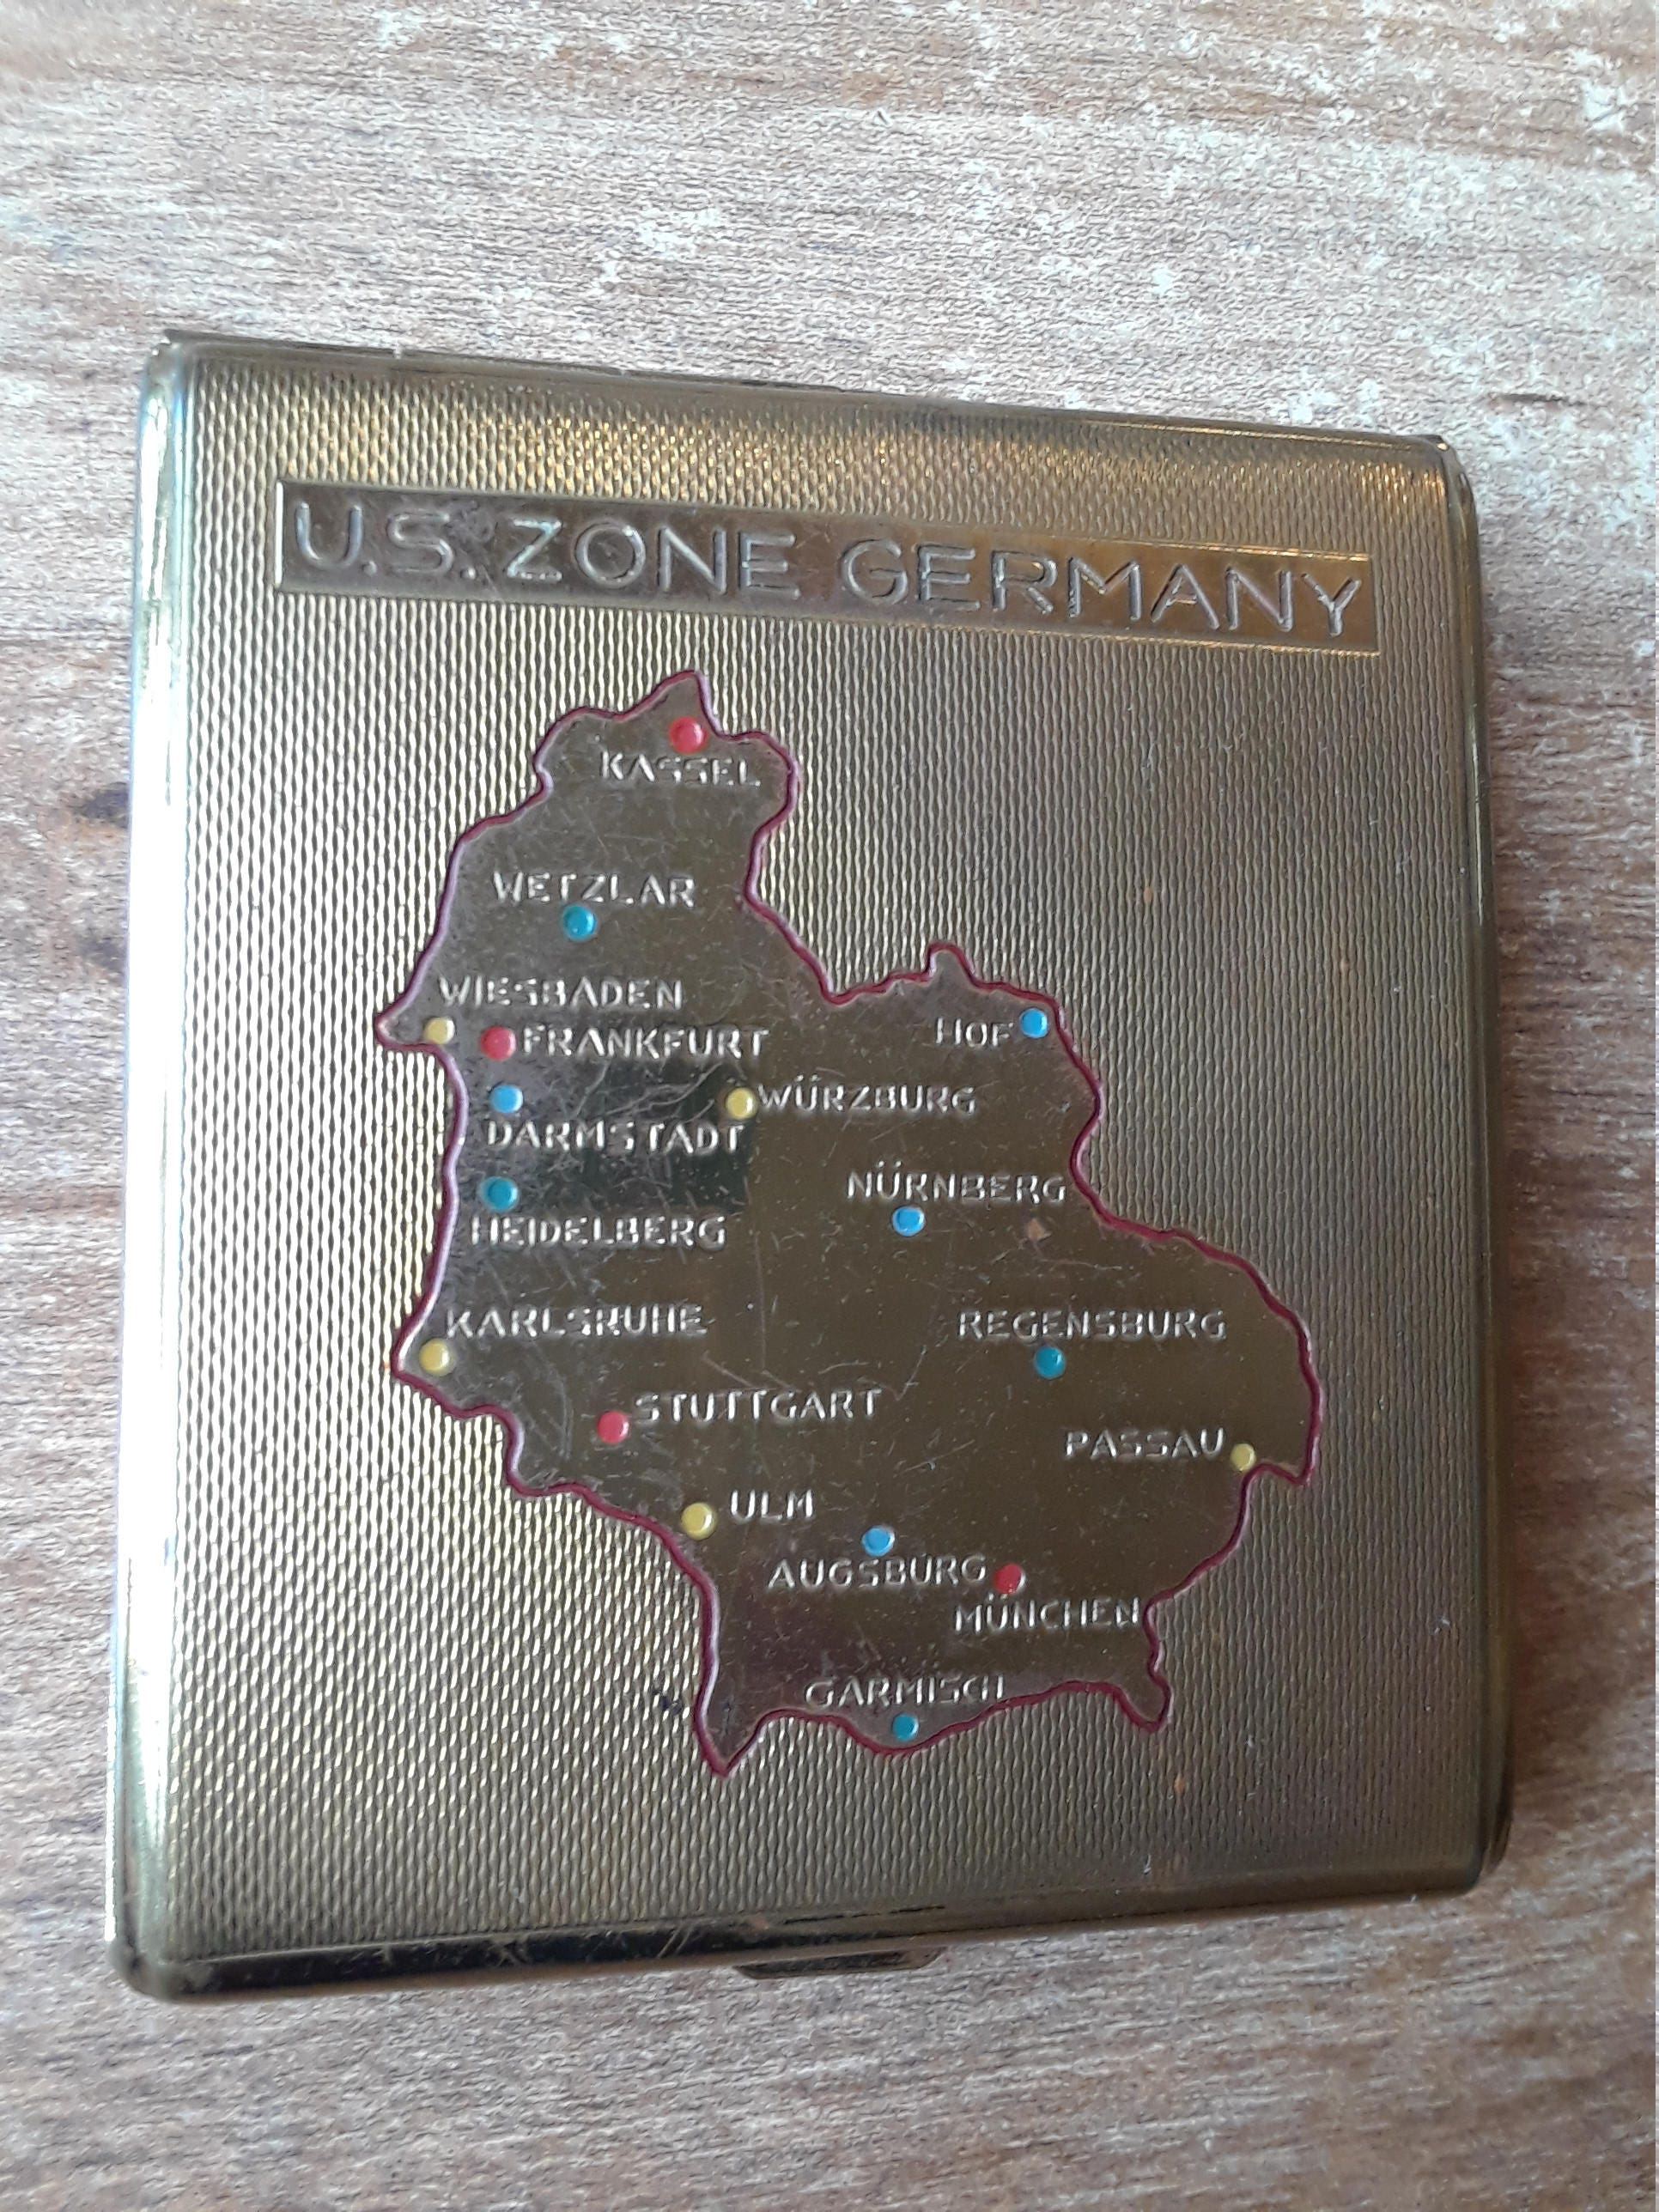 U.S. ZONE GERMANY
KASSEL
WETZLAR
WIESBADEN
FRANKFURT
HOF
WÜRZBURG
DARMSTADT
NÜRNBERG
HEIDELBERG
KARLSRUHE
REGENSBURG
STUTTGART
PASSAU
ULM
AUGSBURG
MÜNCHEN
GARMISCH